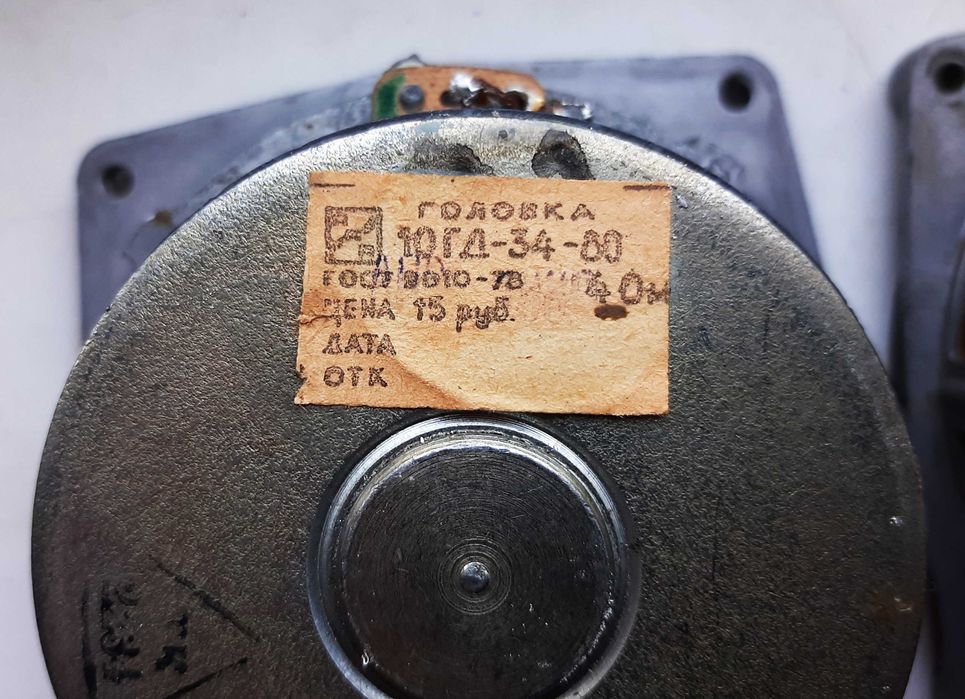 ГОЛОВКА
10ГД-34-80
ГОСТ 9010-78 4 Ом
ЦЕНА 15 руб.
ДАТА
ОТК